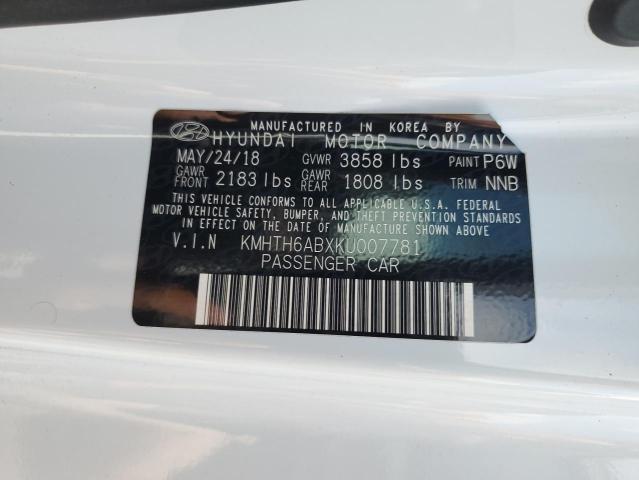 MANUFACTURED IN KOREA BY
HYUNDAI MOTOR COMPANY
MAY/24/18 GVWR 3858 lbs PAINT P6W
GAWR FRONT 2183 lbs GAWR REAR 1808 lbs TRIM NNB
THIS VEHICLE CONFORMS TO ALL APPLICABLE U.S.A. FEDERAL
MOTOR VEHICLE SAFETY, BUMPER, AND THEFT PREVENTION
STANDARDS IN EFFECT ON THE DATE OF MANUFACTURE SHOWN ABOVE.
V.I.N KMHTH6ABXKU007781
PASSENGER CAR